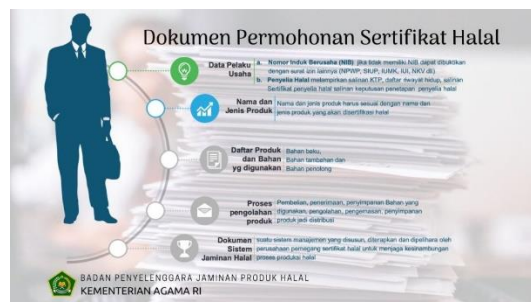 Dokumen Permohonan Sertifikat Halal
Data Pelaku
Usaha
a. Nomor Induk Berusaha (NIB) jika tidak memiliki NIB dapat dibuktikan
dengan surat izin lainnya (NPWP, SIUP, IUMK, IUI, NKV dll)
b. Penyelia Halal melampirkan salinan KTP, daftar riwayat hidup, salinan
Sertifikat penyelia halal salinan keputusan penetapan penyelia halal
Nama dan
Jenis Produk
Nama dan jenis produk harus sesuai dengan nama dan
jenis produk yang akan disertifikasi halal
Daftar Produk
dan Bahan
yg digunakan
Bahan baku,
Bahan tambahan dan
Bahan penolong
Proses
pengolahan
produk
Pembelian, penerimaan, penyimpanan Bahan yang
digunakan, pengolahan, pengemasan, penyimpanan
produk jadi distribusi
Dokumen
Sistem
Jaminan Halal
suatu sistem manajemen yang disusun, diterapkan dan dipelihara oleh
perusahaan pemegang sertifikat halal untuk menjaga kesinambungan
proses produksi halal
BADAN PENYELENGGARA JAMINAN PRODUK HALAL
KEMENTERIAN AGAMA RI